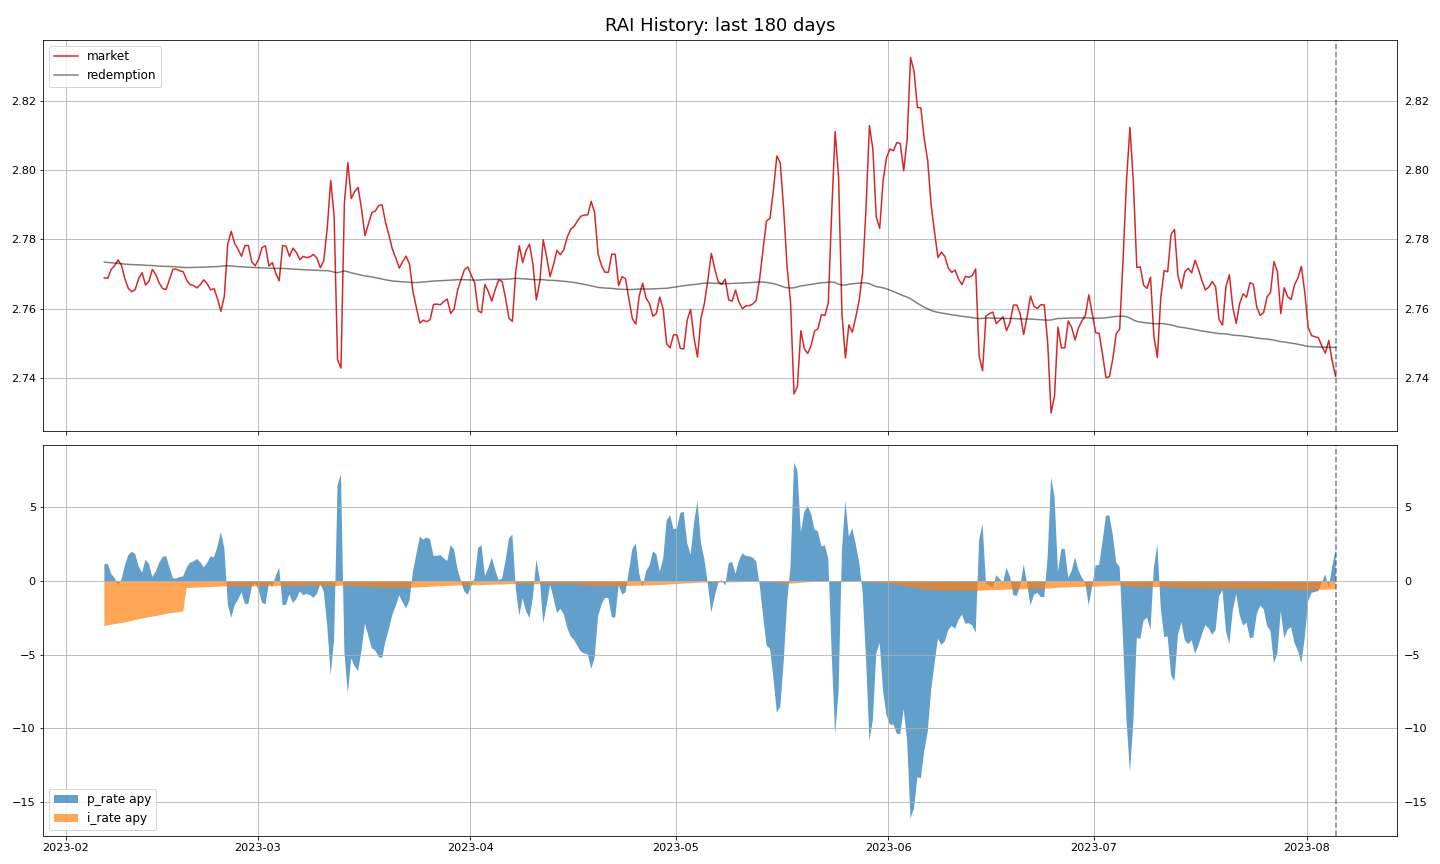 RAI History: last 180 days
market
redemption
2.82 2.82
2.80 2.80
2.78 2.78
2.76 2.76
2.74 2.74
5 5
0 0
−5 −5
−10 −10
−15 −15
p_rate apy
i_rate apy
2023-02 2023-03 2023-04 2023-05 2023-06 2023-07 2023-08